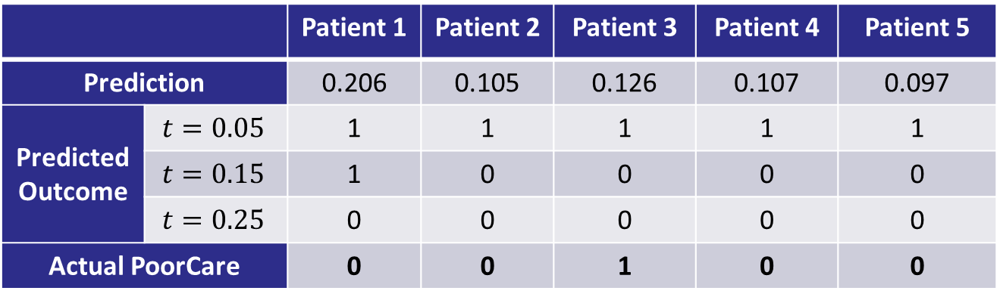 Patient 1 Patient 2 Patient 3 Patient 4 Patient 5
Prediction 0.206 0.105 0.126 0.107 0.097
Predicted Outcome
t = 0.05 1 1 1 1 1
t = 0.15 1 0 0 0 0
t = 0.25 0 0 0 0 0
Actual PoorCare 0 0 1 0 0